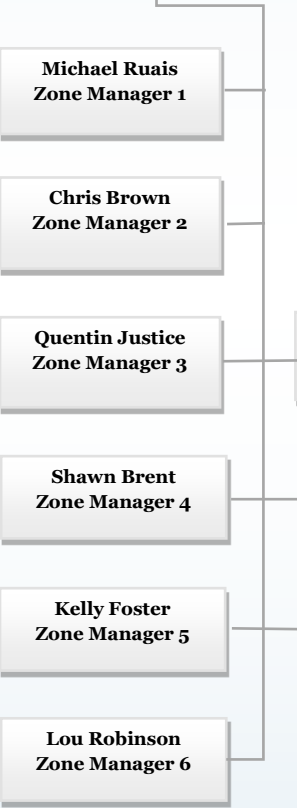 Michael Ruais
Zone Manager 1
Chris Brown
Zone Manager 2
Quentin Justice
Zone Manager 3
Shawn Brent
Zone Manager 4
Kelly Foster
Zone Manager 5
Lou Robinson
Zone Manager 6